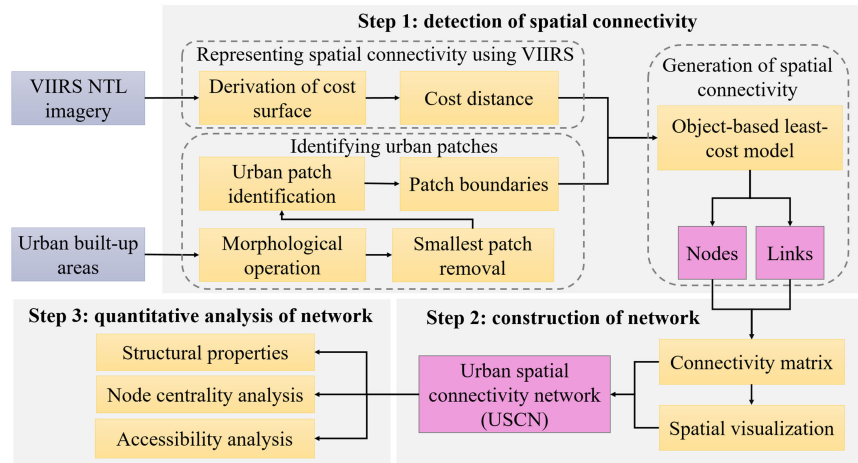 Step 1: detection of spatial connectivity
Representing spatial connectivity using VIIRS
VIIRS NTL
imagery
Derivation of cost
surface
Cost distance
Generation of spatial
connectivity
Object-based least-
cost model
Identifying urban patches
Urban patch
identification
Patch boundaries
Urban built-up
areas
Morphological
operation
Smallest patch
removal
Nodes
Links
Step 3: quantitative analysis of network
Structural properties
Node centrality analysis
Accessibility analysis
Step 2: construction of network
Urban spatial
connectivity network
(USCN)
Connectivity matrix
Spatial visualization